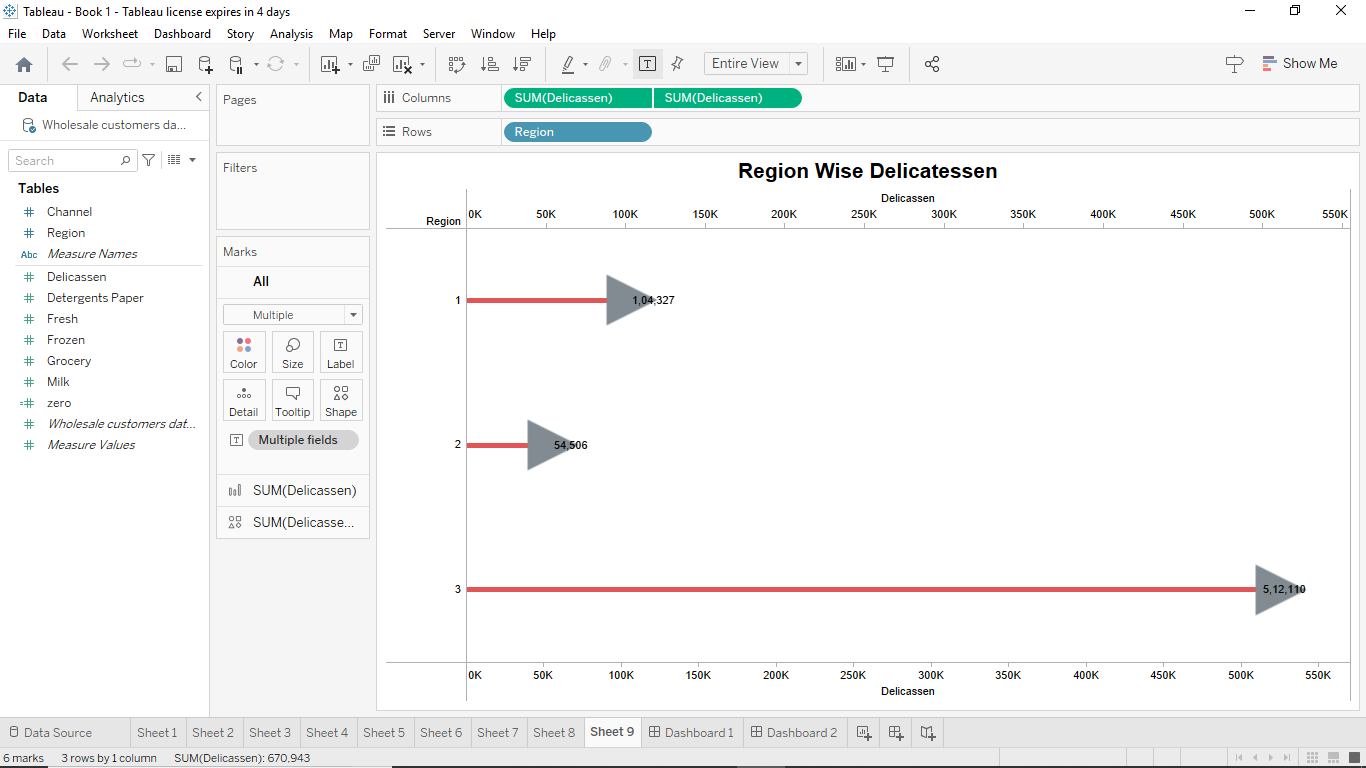 Tableau - Book 1 - Tableau license expires in 4 days
File Data Worksheet Dashboard Story Analysis Map Format Server Window Help
Entire View
Show Me
Data Analytics
Wholesale customers da...
Search
Tables
Channel
Region
Abc Measure Names
Delicassen
Detergents Paper
Fresh
Frozen
Grocery
Milk
zero
Wholesale customers dat...
Measure Values
Pages
Filters
Marks
All
Multiple
Color Size Label
Detail Tooltip Shape
Multiple fields
SUM(Delicassen)
SUM(Delicasse...
Columns SUM(Delicassen) SUM(Delicassen)
Rows Region
Region Wise Delicatessen
Delicassen
Region 0K 50K 100K 150K 200K 250K 300K 350K 400K 450K 500K 550K
1 1,04,327
2 54,506
3 5,12,110
0K 50K 100K 150K 200K 250K 300K 350K 400K 450K 500K 550K
Delicassen
Data Source Sheet 1 Sheet 2 Sheet 3 Sheet 4 Sheet 5 Sheet 6 Sheet 7 Sheet 8 Sheet 9 Dashboard 1 Dashboard 2
6 marks 3 rows by 1 column SUM(Delicassen): 670,943